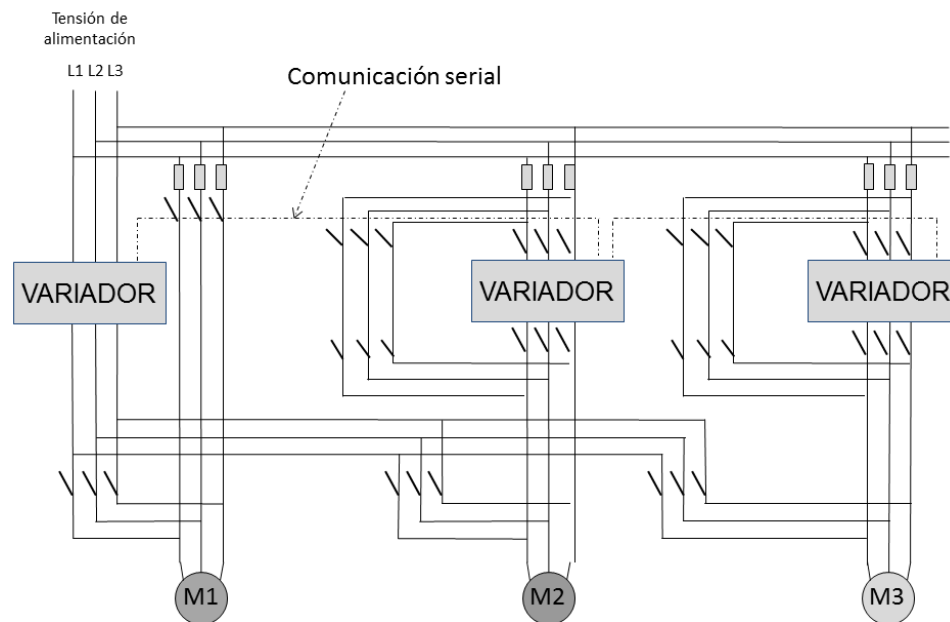 Tensión de
alimentación
L1 L2 L3
Comunicación serial
VARIADOR
VARIADOR
VARIADOR
M1
M2
M3